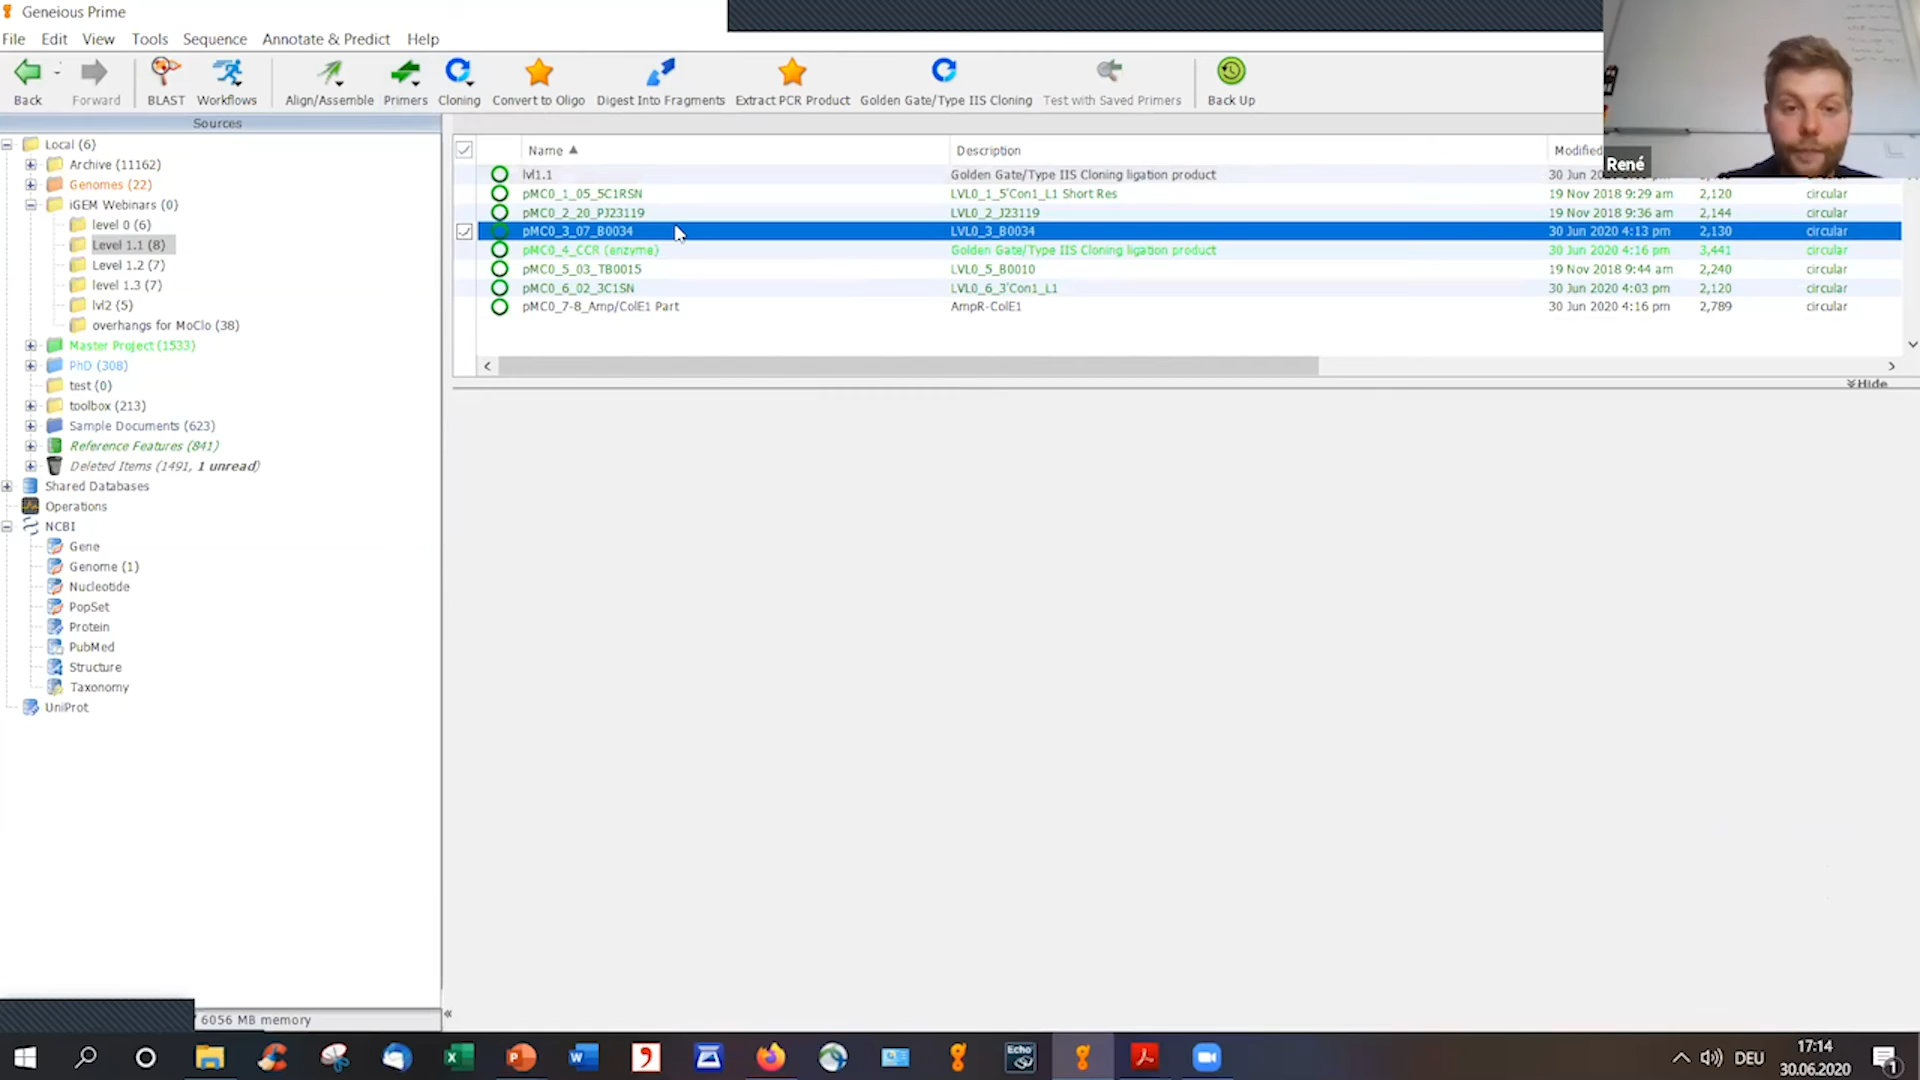 Geneious Prime
File Edit View Tools Sequence Annotate & Predict Help
Back Forward BLAST Workflows Align/Assemble Primers Cloning Convert to Oligo Digest Into Fragments Extract PCR Product Golden Gate/Type IIS Cloning Test with Saved Primers Back Up
Sources
Local (6)
Archive (11162)
Genomes (22)
iGEM Webinars (0)
level 0 (6)
Level 1.1 (8)
Level 1.2 (7)
level 1.3 (7)
lvl2 (5)
overhangs for MoClo (38)
Master Project (1533)
PhD (308)
test (0)
toolbox (213)
Sample Documents (623)
Reference Features (841)
Deleted Items (1491, 1 unread)
Shared Databases
Operations
NCBI
Gene
Genome (1)
Nucleotide
PopSet
Protein
PubMed
Structure
Taxonomy
UniProt
6056 MB memory
Name Description Modified
lvl1.1 Golden Gate/Type IIS Cloning ligation product 30 Jun
pMC0_1_05_5C1RSN LVL0_1_5'Con1_L1 Short Res 19 Nov 2018 9:29 am 2,120 circular
pMC0_2_20_PJ23119 LVL0_2_J23119 19 Nov 2018 9:36 am 2,144 circular
pMC0_3_07_B0034 LVL0_3_B0034 30 Jun 2020 4:13 pm 2,130 circular
pMC0_4_CCR (enzyme) Golden Gate/Type IIS Cloning ligation product 30 Jun 2020 4:16 pm 3,441 circular
pMC0_5_03_TB0015 LVL0_5_B0010 19 Nov 2018 9:44 am 2,240 circular
pMC0_6_02_3C1SN LVL0_6_3'Con1_L1 30 Jun 2020 4:03 pm 2,120 circular
pMC0_7-8_Amp/ColE1 Part AmpR-ColE1 30 Jun 2020 4:16 pm 2,789 circular
Hide
René
Echo
DEU
17:14
30.06.2020
1